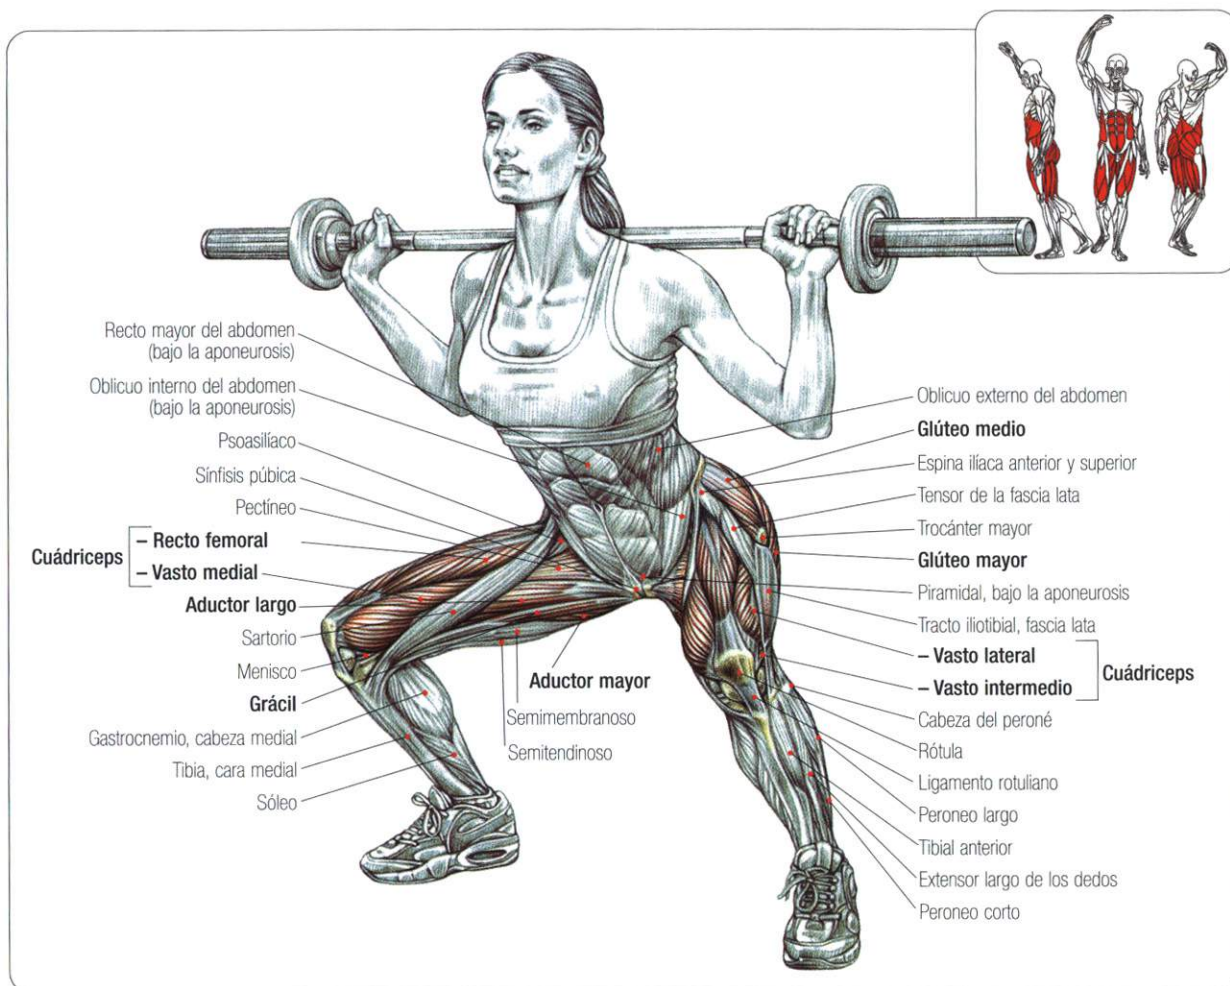 Recto mayor del abdomen
(bajo la aponeurosis)
Oblicuo interno del abdomen
(bajo la aponeurosis)
Psoasilíaco
Sínfisis púbica
Pectíneo
Cuádriceps
– Recto femoral
– Vasto medial
Aductor largo
Sartorio
Menisco
Grácil
Gastrocnemio, cabeza medial
Tibia, cara medial
Sóleo
Aductor mayor
Semimembranoso
Semitendinoso
Oblicuo externo del abdomen
Glúteo medio
Espina ilíaca anterior y superior
Tensor de la fascia lata
Trocánter mayor
Glúteo mayor
Piramidal, bajo la aponeurosis
Tracto iliotibial, fascia lata
– Vasto lateral
– Vasto intermedio
Cuádriceps
Cabeza del peroné
Rótula
Ligamento rotuliano
Peroneo largo
Tibial anterior
Extensor largo de los dedos
Peroneo corto